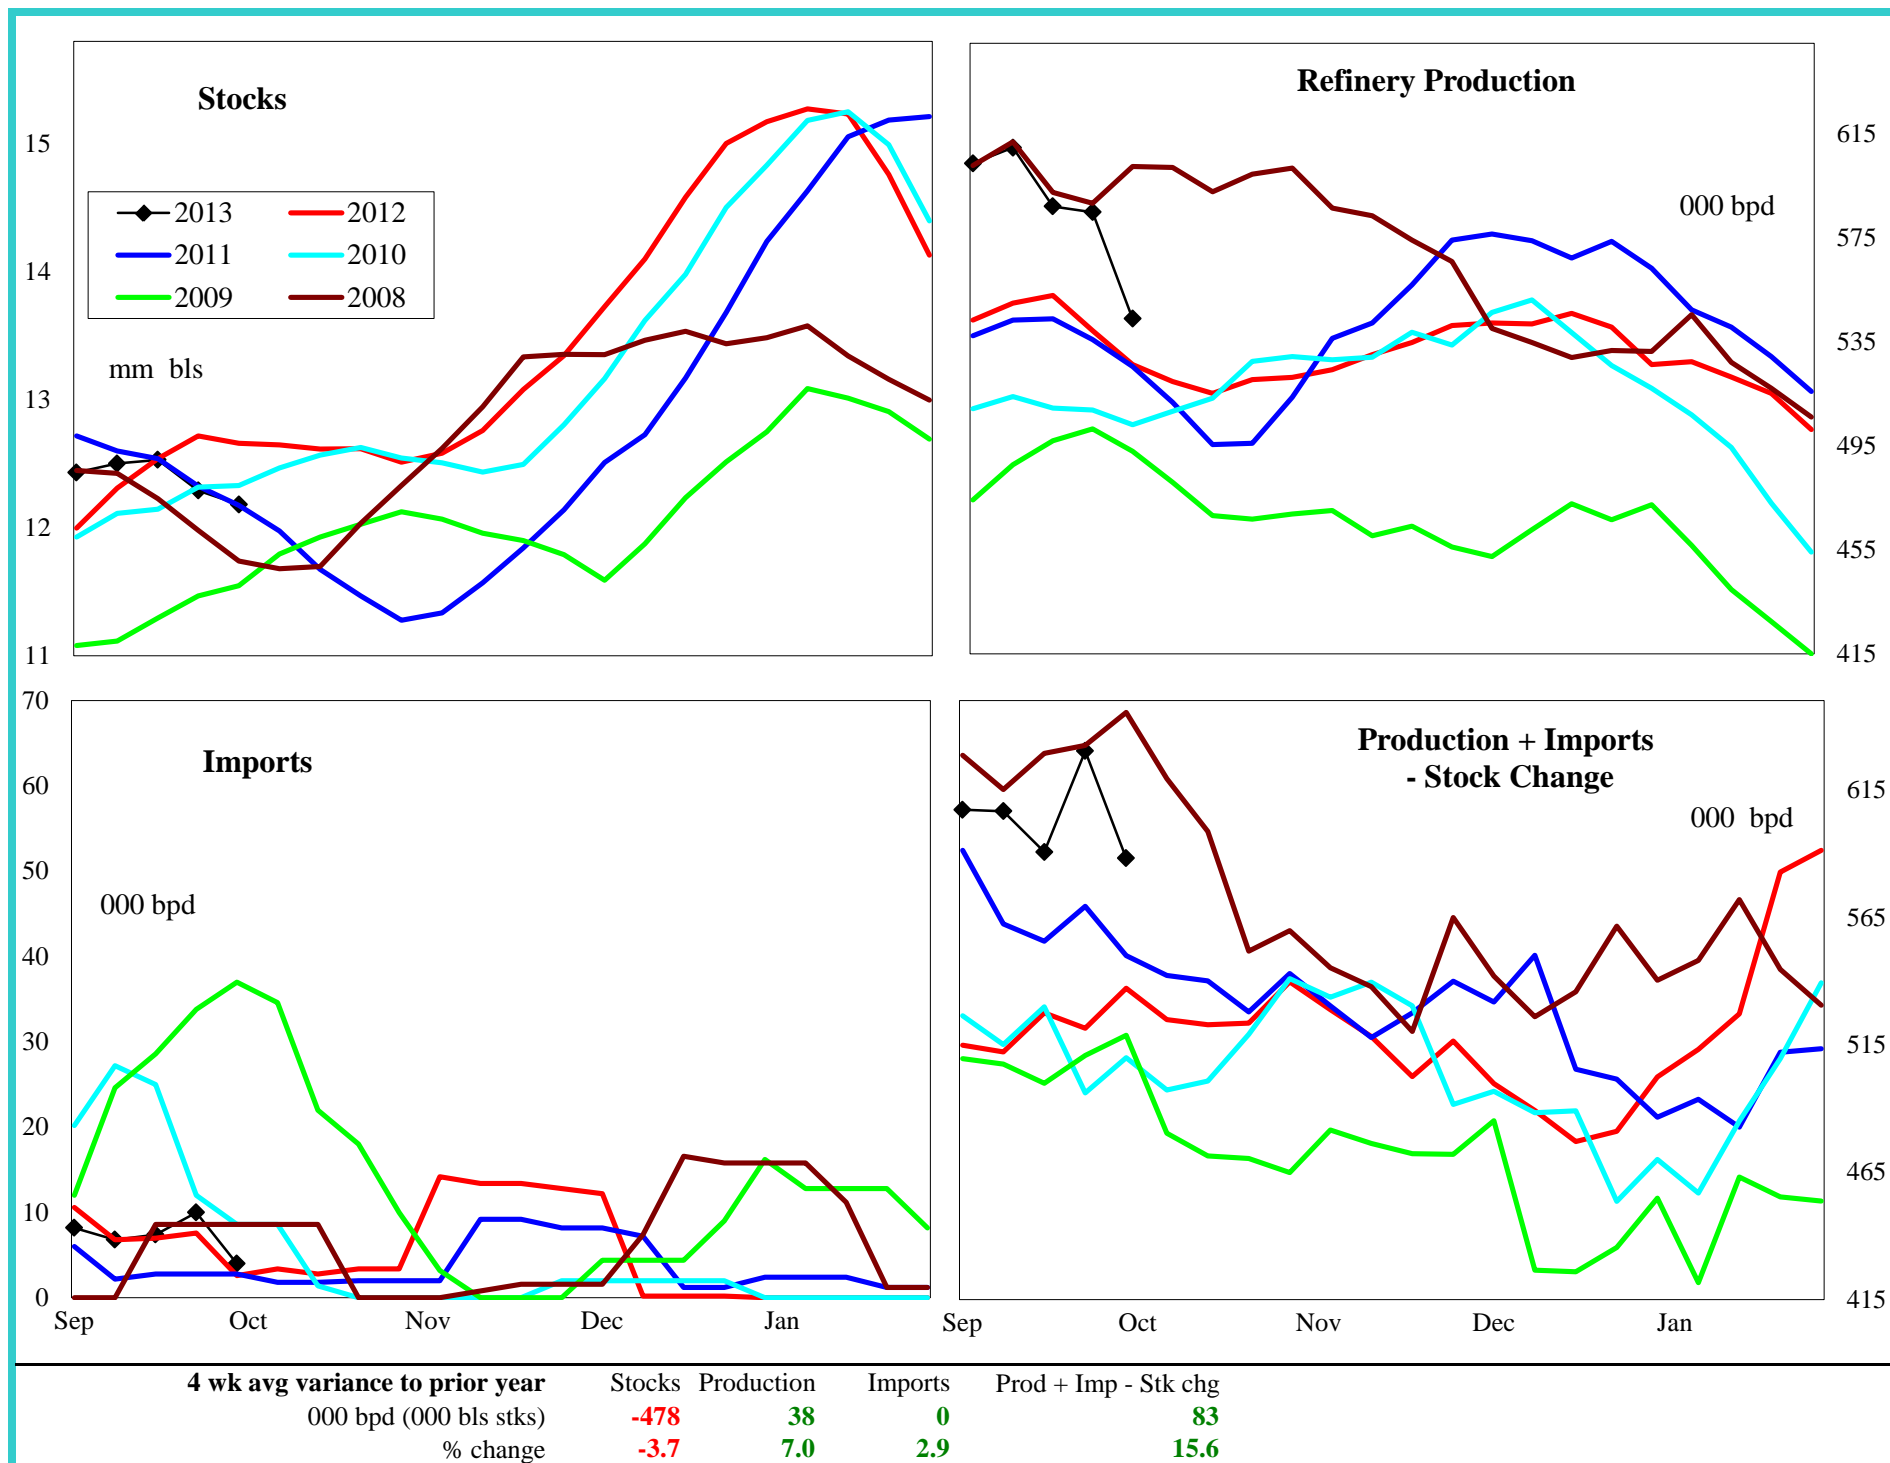 Stocks
15
14
13
12
11
2013 2012
2011 2010
2009 2008
mm bls
Refinery Production
000 bpd
615
575
535
495
455
415
Imports
000 bpd
70
60
50
40
30
20
10
0
Sep Oct Nov Dec Jan
Production + Imports
- Stock Change
000 bpd
615
565
515
465
415
Sep Oct Nov Dec Jan
4 wk avg variance to prior year Stocks Production Imports Prod + Imp - Stk chg
000 bpd (000 bls stks) -478 38 0 83
% change -3.7 7.0 2.9 15.6